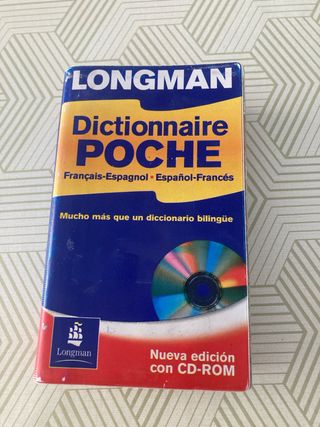 LONGMAN
Dictionnaire
POCHE
Français-Espagnol • Español-Francés
Mucho más que un diccionario bilingüe
Longman
Nueva edición
con CD-ROM